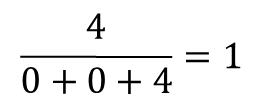 4
0 + 0 + 4 = 1